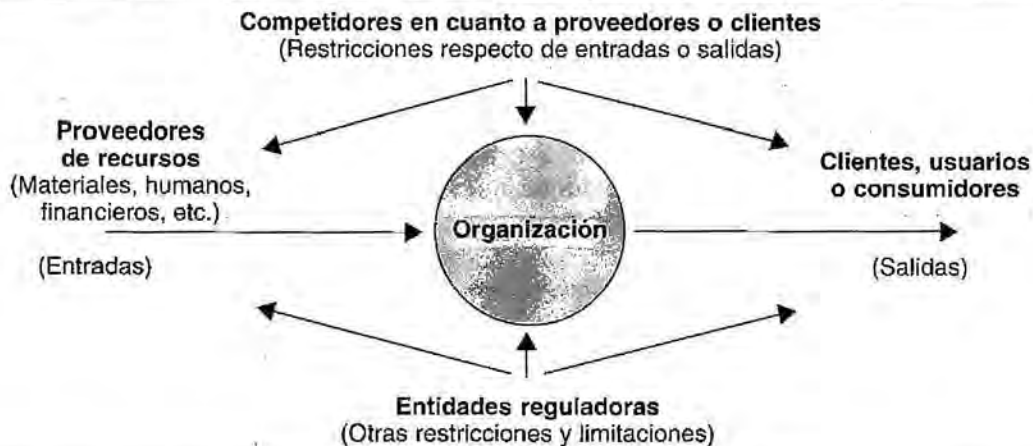 Competidores en cuanto a proveedores o clientes
(Restricciones respecto de entradas o salidas)
Proveedores
de recursos
(Materiales, humanos,
financieros, etc.)
(Entradas)
Organización
Clientes, usuarios
o consumidores
(Salidas)
Entidades reguladoras
(Otras restricciones y limitaciones)